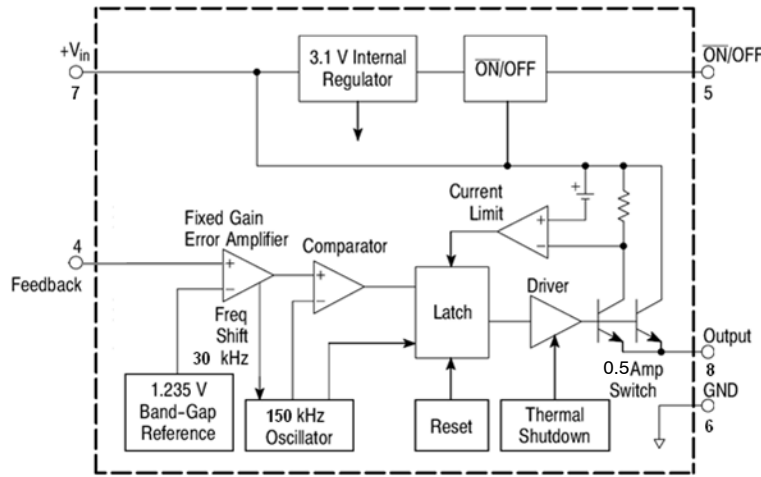 +Vin
7
3.1 V Internal
Regulator
ON/OFF
ON/OFF
5
Current
Limit
+
+
−
Fixed Gain
Error Amplifier
4
Feedback
+
−
Comparator
+
−
Latch
Driver
Freq
Shift
30 kHz
Output
8
0.5Amp
Switch
GND
6
1.235 V
Band-Gap
Reference
150 kHz
Oscillator
Reset
Thermal
Shutdown